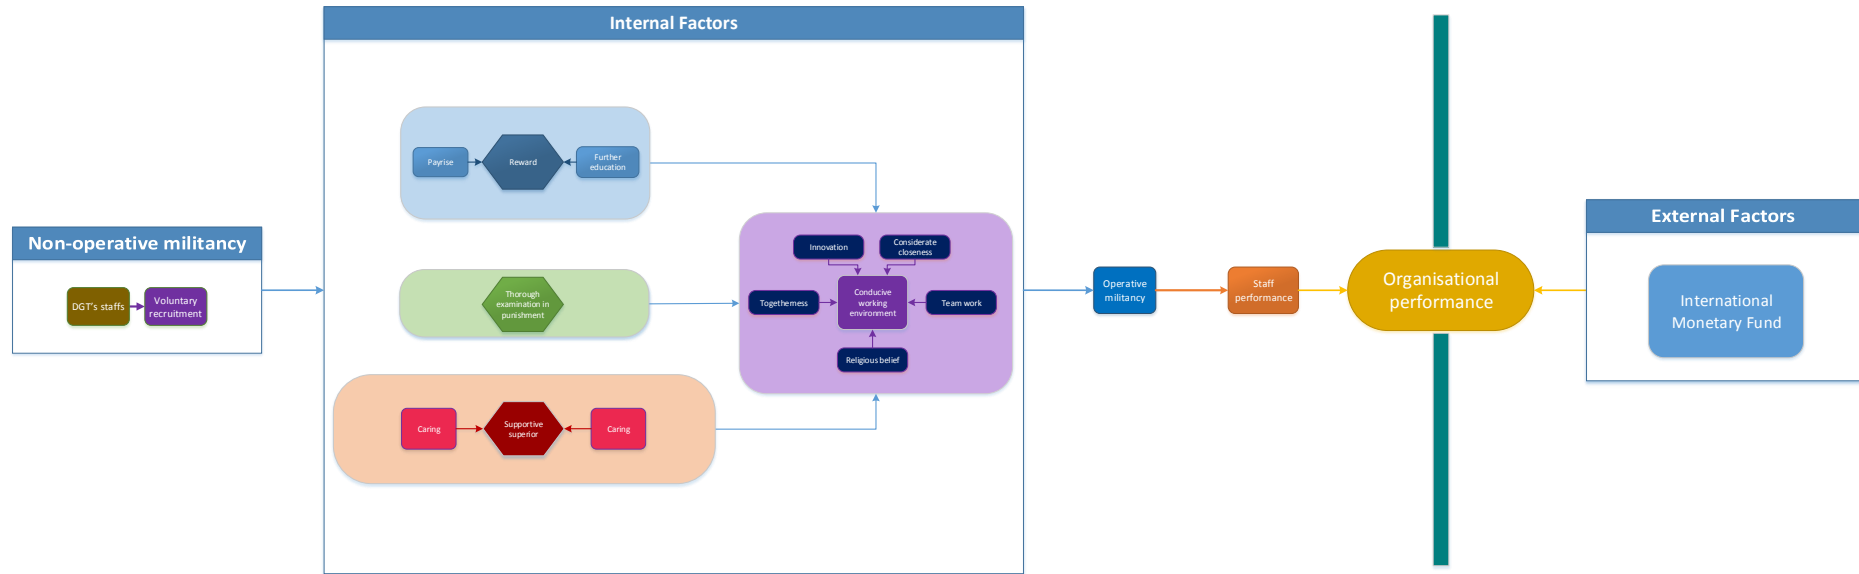 Internal Factors
Payrise
Reward
Further
education
External Factors
Non-operative militancy
Innovation
Considerate
closeness
Thorough
examination in
punishment
Conducive
working
environment
Togetherness
Team work
Operative
militancy
Staff
performance
Organisational
performance
International
Monetary Fund
DGT's staffs
Voluntary
recruitment
Religious belief
Caring
Supportive
superior
Caring